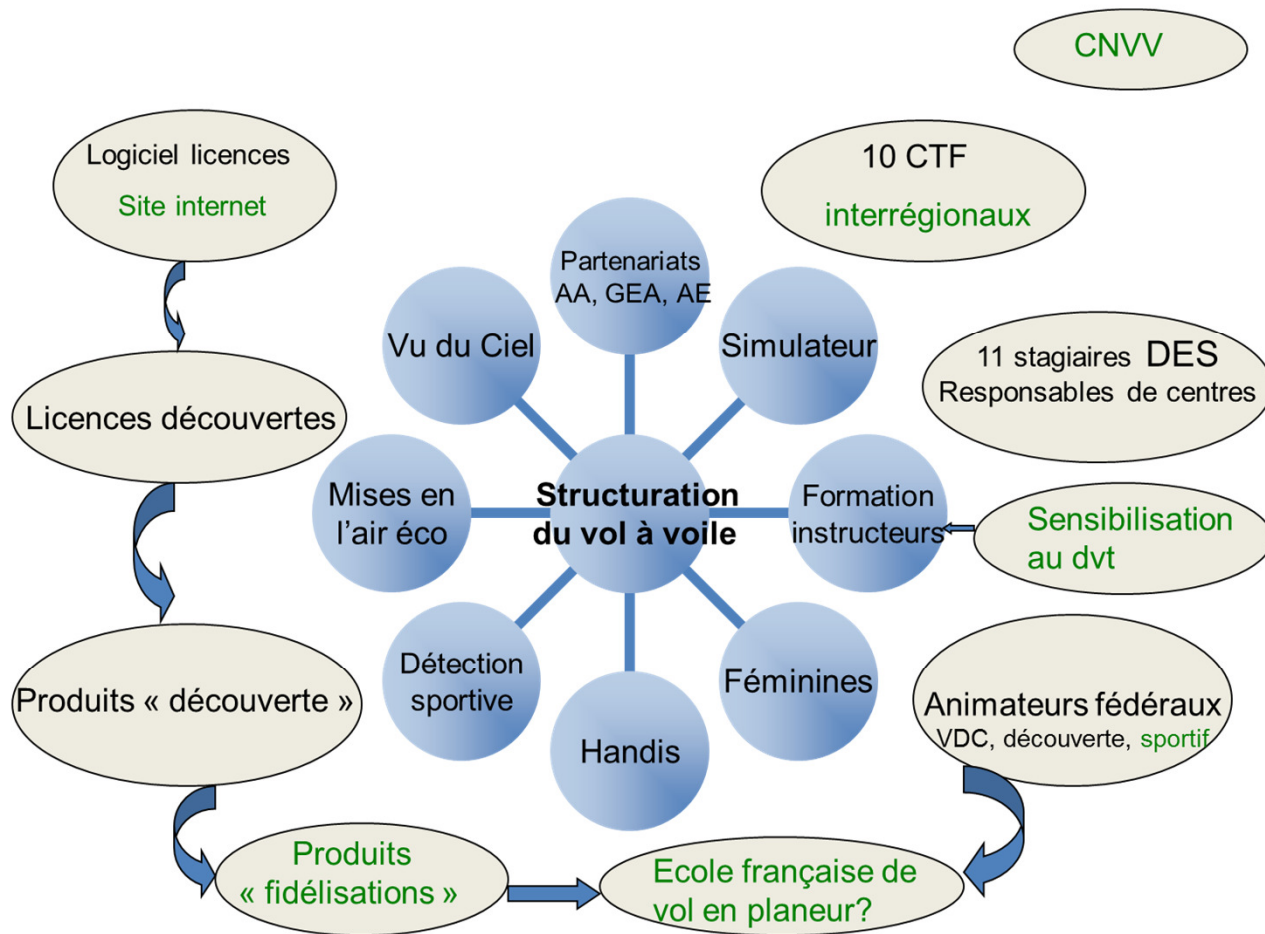 CNVV
Logiciel licences
Site internet
10 CTF
interrégionaux
Partenariats
AA, GEA, AE
Vu du Ciel
Simulateur
11 stagiaires DES
Responsables de centres
Licences découvertes
Mises en
l'air éco
Structuration
du vol à voile
Formation
instructeurs
Sensibilisation
au dvt
Détection
sportive
Féminines
Handis
Produits « découverte »
Animateurs fédéraux
VDC, découverte, sportif
Produits
« fidélisations »
Ecole française de
vol en planeur?